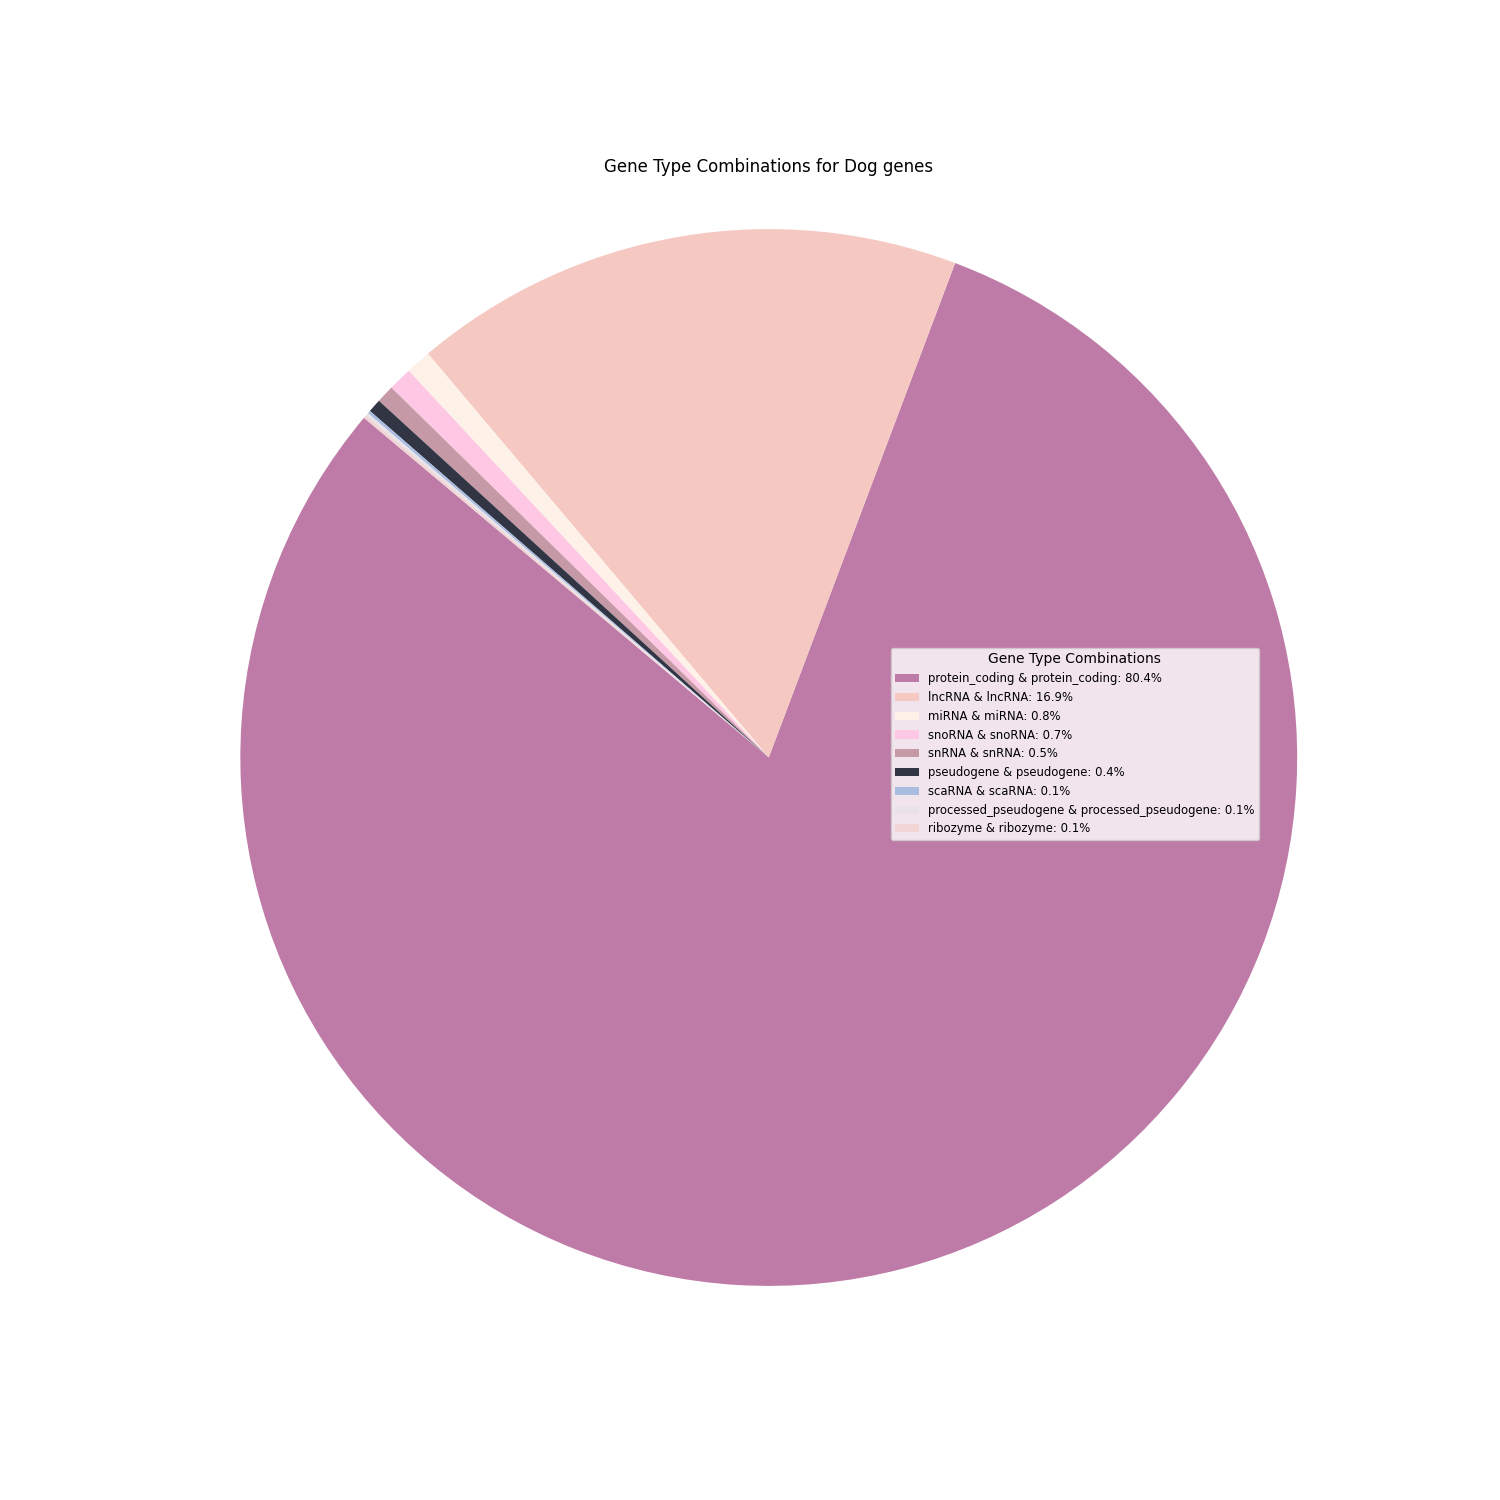 Gene Type Combinations for Dog genes
Gene Type Combinations
protein_coding & protein_coding: 80.4%
lncRNA & lncRNA: 16.9%
miRNA & miRNA: 0.8%
snoRNA & snoRNA: 0.7%
snRNA & snRNA: 0.5%
pseudogene & pseudogene: 0.4%
scaRNA & scaRNA: 0.1%
processed_pseudogene & processed_pseudogene: 0.1%
ribozyme & ribozyme: 0.1%